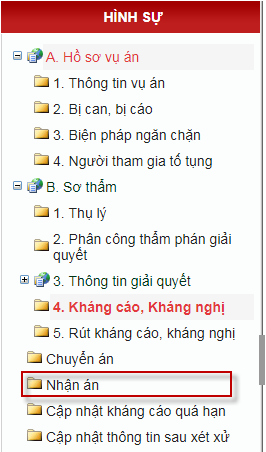 HÌNH SỰ
A. Hồ sơ vụ án
1. Thông tin vụ án
2. Bị can, bị cáo
3. Biện pháp ngăn chặn
4. Người tham gia tố tụng
B. Sơ thẩm
1. Thụ lý
2. Phân công thẩm phán giải
quyết
3. Thông tin giải quyết
4. Kháng cáo, Kháng nghị
5. Rút kháng cáo, kháng nghị
Chuyển án
Nhận án
Cập nhật kháng cáo quá hạn
Cập nhật thông tin sau xét xử